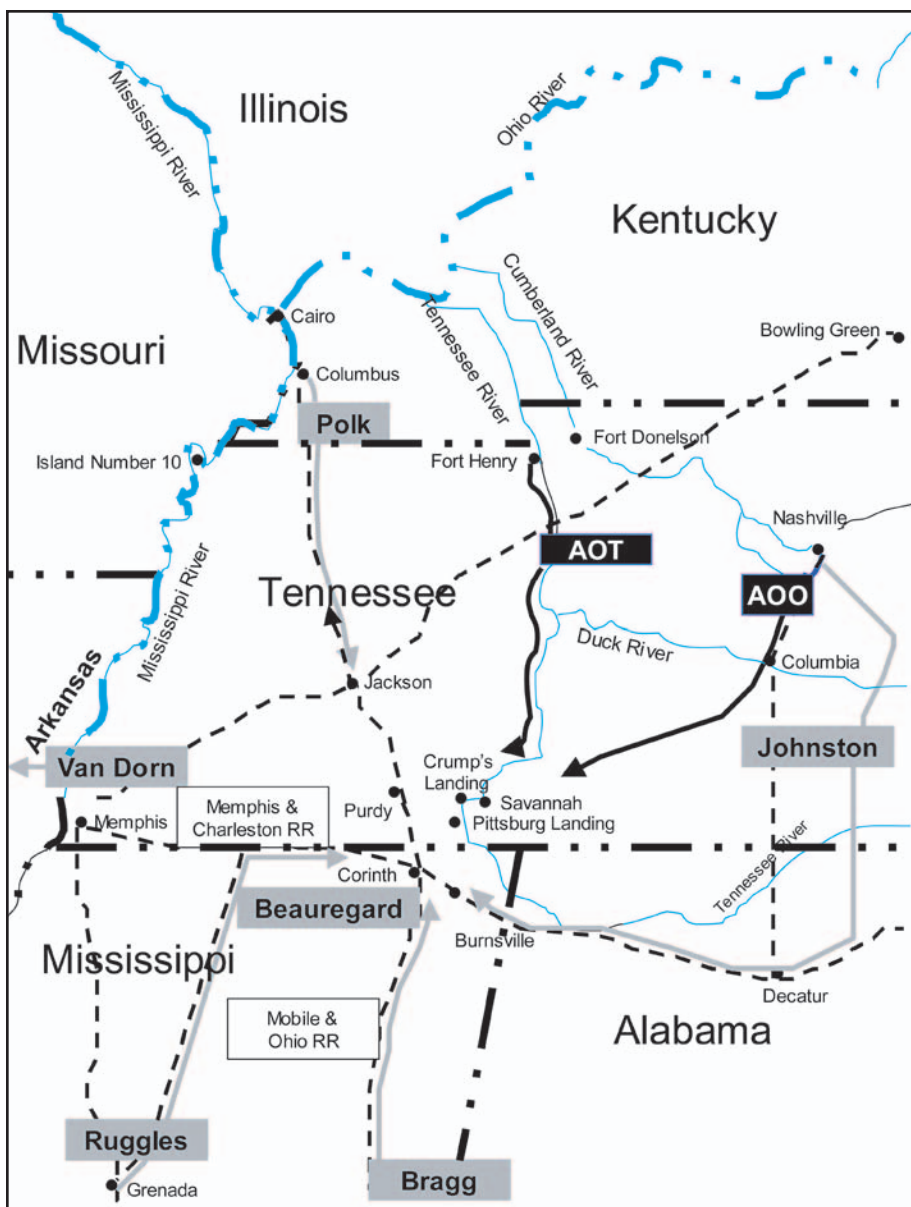 Illinois
Mississippi River
Ohio River
Kentucky
Cumberland River
Tennessee River
Cairo
Bowling Green
Missouri
Columbus
Polk
Fort Donelson
Island Number 10
Fort Henry
Nashville
AOT
Mississippi River
Tennessee
AOO
Duck River
Columbia
Arkansas
Jackson
Johnston
Van Dorn
Crump's
Landing
Memphis &
Charleston RR
Purdy
Savannah
Memphis
Pittsburg Landing
Tennessee River
Corinth
Beauregard
Burnsville
Mississippi
Decatur
Mobile &
Ohio RR
Alabama
Ruggles
Bragg
Grenada